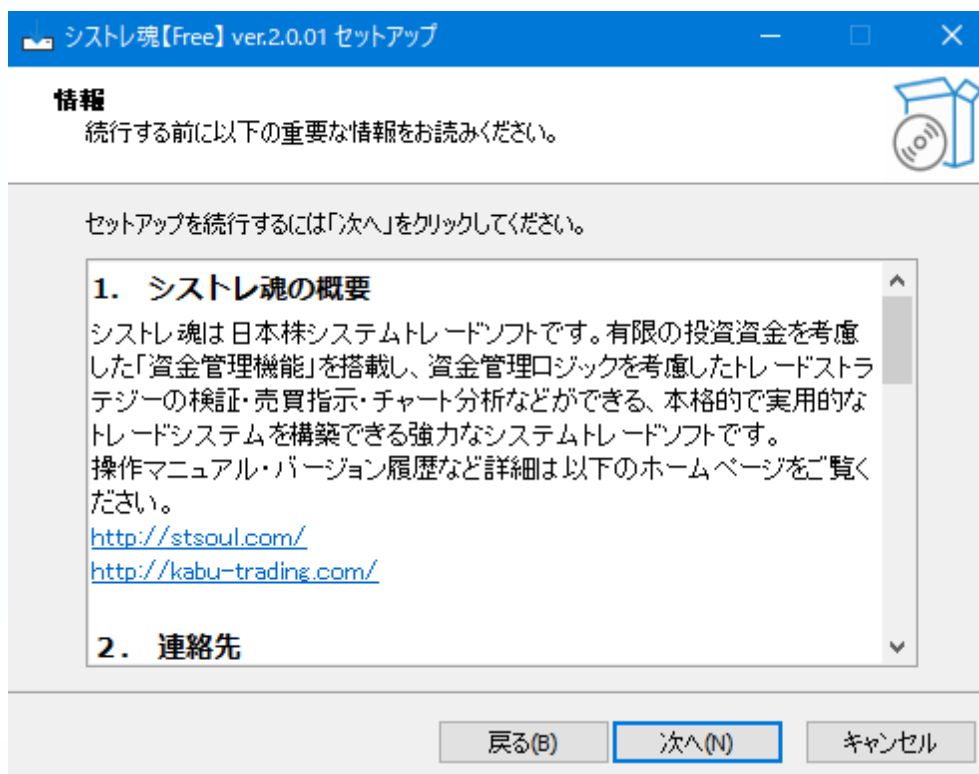 シストレ魂【Free】 ver.2.0.01 セットアップ
情報
続行する前に以下の重要な情報をお読みください。
セットアップを続行するには「次へ」をクリックしてください。
1. シストレ魂の概要
シストレ魂は日本株システムトレードソフトです。有限の投資資金を考慮
した「資金管理機能」を搭載し、資金管理ロジックを考慮したトレードストラ
テジーの検証・売買指示・チャート分析などができる、本格的で実用的な
トレードシステムを構築できる強力なシステムトレードソフトです。
操作マニュアル・バージョン履歴など詳細は以下のホームページをご覧く
ださい。
http://stsoul.com/
http://kabu-trading.com/
2. 連絡先
戻る(B)
次へ(N)
キャンセル